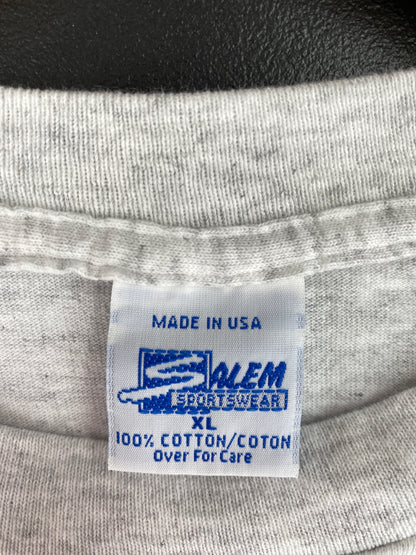 MADE IN USA
SALEM
SPORTSWEAR
XL
100% COTTON/COTON
Over For Care